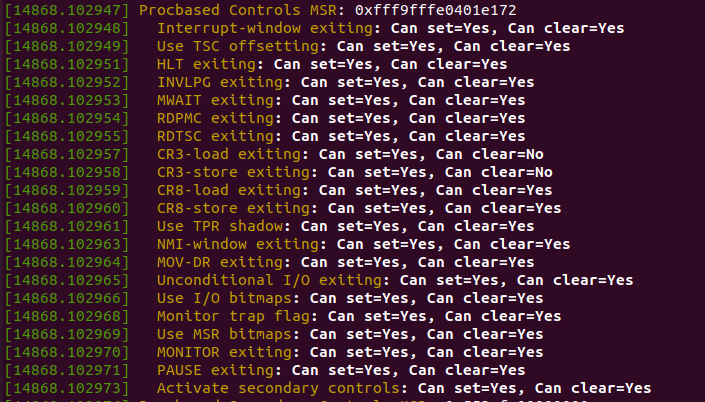 [14868.102947] Procbased Controls MSR: 0xfff9fffe0401e172
[14868.102948]   Interrupt-window exiting: Can set=Yes, Can clear=Yes
[14868.102949]   Use TSC offsetting: Can set=Yes, Can clear=Yes
[14868.102951]   HLT exiting: Can set=Yes, Can clear=Yes
[14868.102952]   INVLPG exiting: Can set=Yes, Can clear=Yes
[14868.102953]   MWAIT exiting: Can set=Yes, Can clear=Yes
[14868.102954]   RDPMC exiting: Can set=Yes, Can clear=Yes
[14868.102955]   RDTSC exiting: Can set=Yes, Can clear=Yes
[14868.102957]   CR3-load exiting: Can set=Yes, Can clear=No
[14868.102958]   CR3-store exiting: Can set=Yes, Can clear=No
[14868.102959]   CR8-load exiting: Can set=Yes, Can clear=Yes
[14868.102960]   CR8-store exiting: Can set=Yes, Can clear=Yes
[14868.102961]   Use TPR shadow: Can set=Yes, Can clear=Yes
[14868.102963]   NMI-window exiting: Can set=Yes, Can clear=Yes
[14868.102964]   MOV-DR exiting: Can set=Yes, Can clear=Yes
[14868.102965]   Unconditional I/O exiting: Can set=Yes, Can clear=Yes
[14868.102966]   Use I/O bitmaps: Can set=Yes, Can clear=Yes
[14868.102968]   Monitor trap flag: Can set=Yes, Can clear=Yes
[14868.102969]   Use MSR bitmaps: Can set=Yes, Can clear=Yes
[14868.102970]   MONITOR exiting: Can set=Yes, Can clear=Yes
[14868.102971]   PAUSE exiting: Can set=Yes, Can clear=Yes
[14868.102973]   Activate secondary controls: Can set=Yes, Can clear=Yes